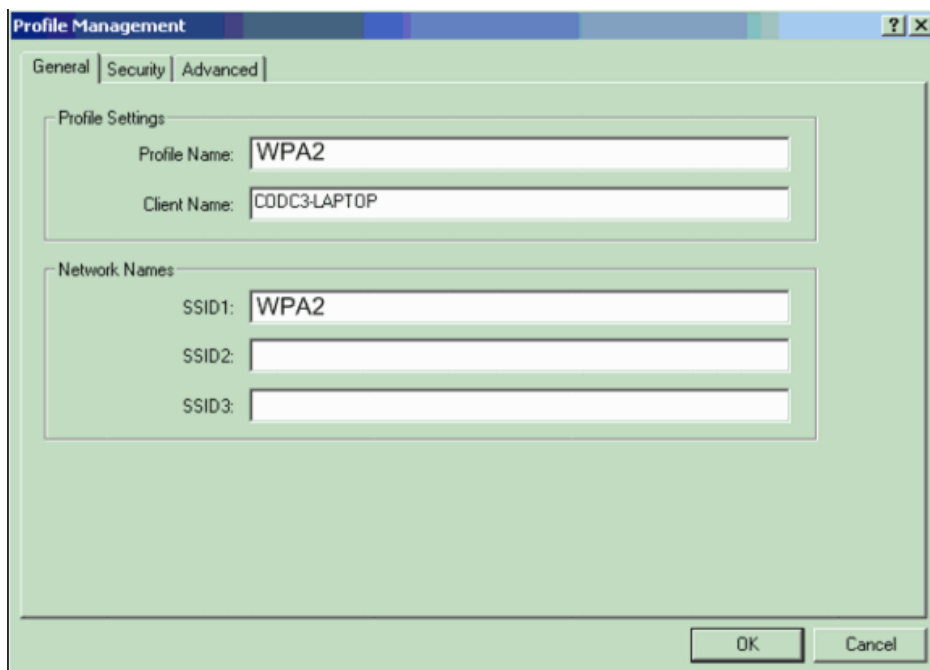 Profile Management
General Security Advanced
Profile Settings
Profile Name: WPA2
Client Name: CODC3-LAPTOP
Network Names
SSID1: WPA2
SSID2:
SSID3:
OK Cancel